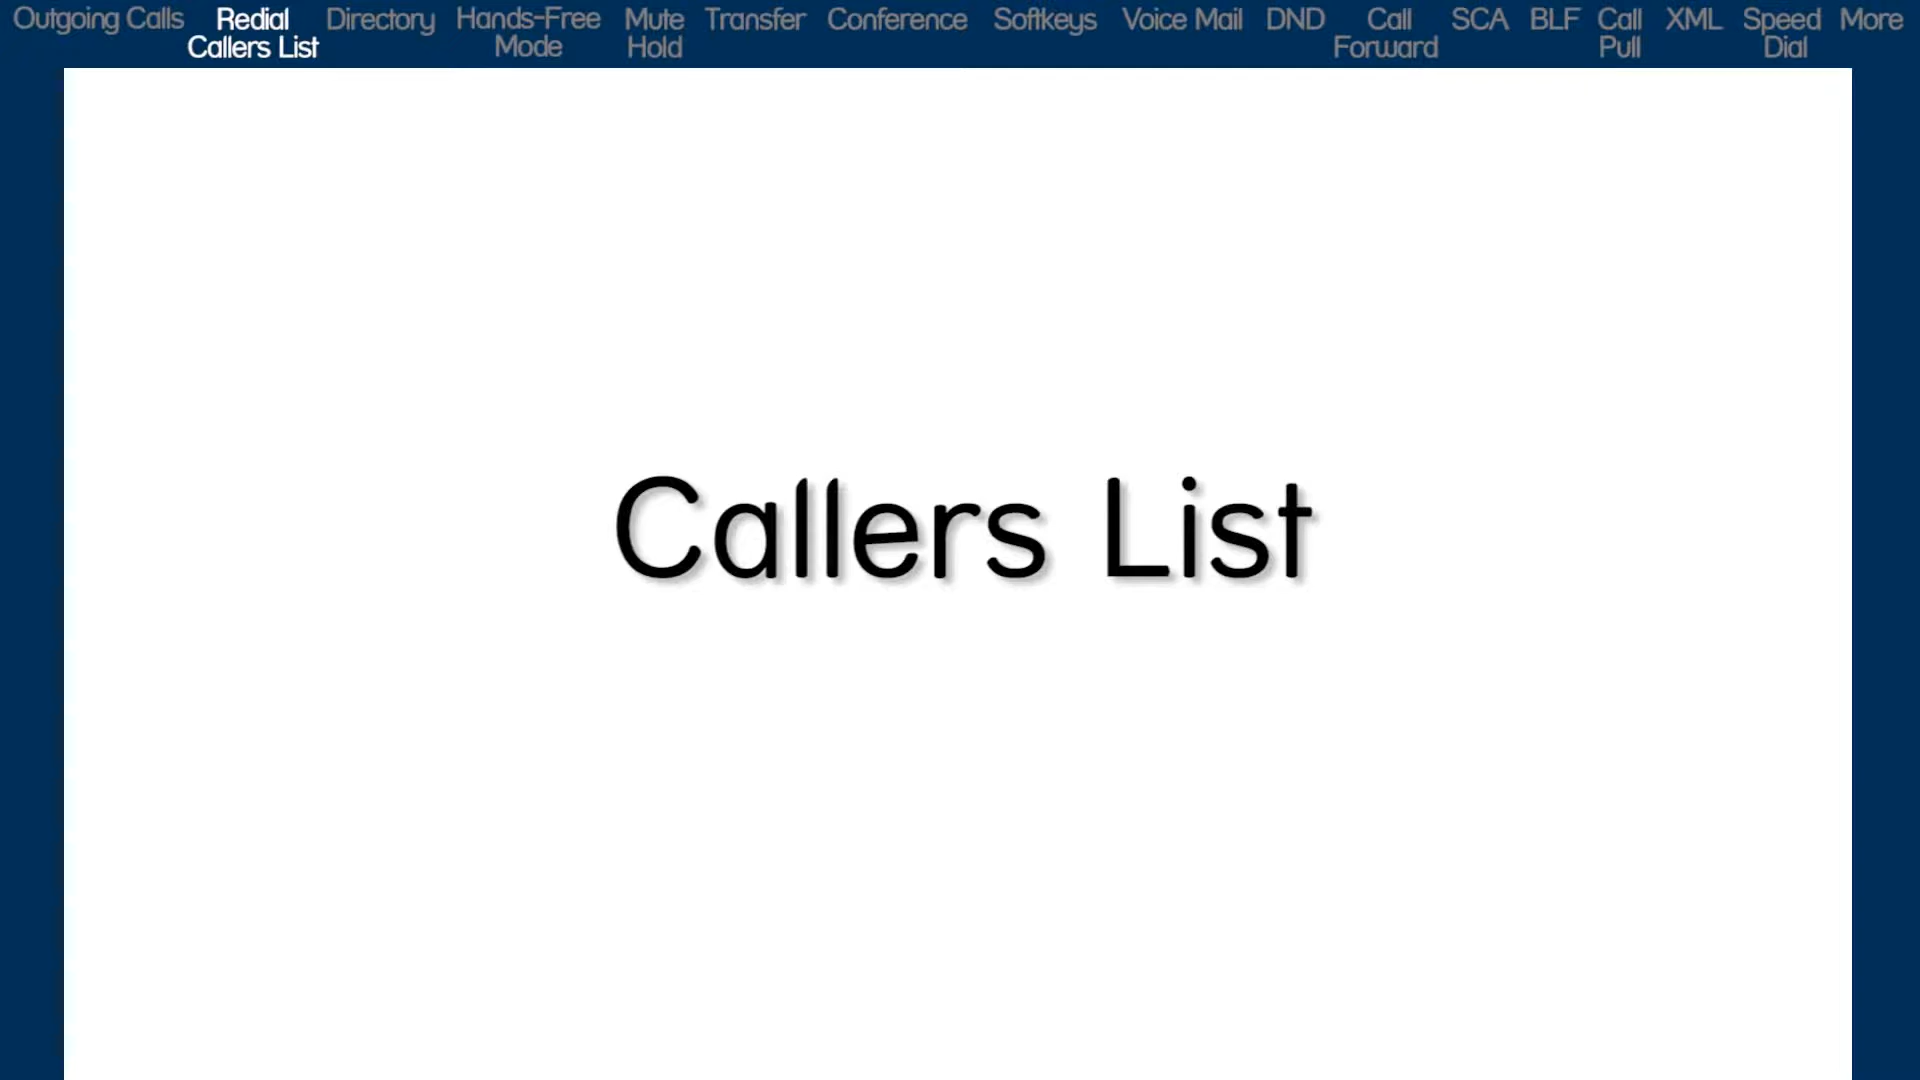 Outgoing Calls
Redial
Callers List
Directory
Hands-Free
Mode
Mute
Hold
Transfer
Conference
Softkeys
Voice Mail
DND
Call
Forward
SCA
BLF
Call
Pull
XML
Speed
Dial
More
Callers List